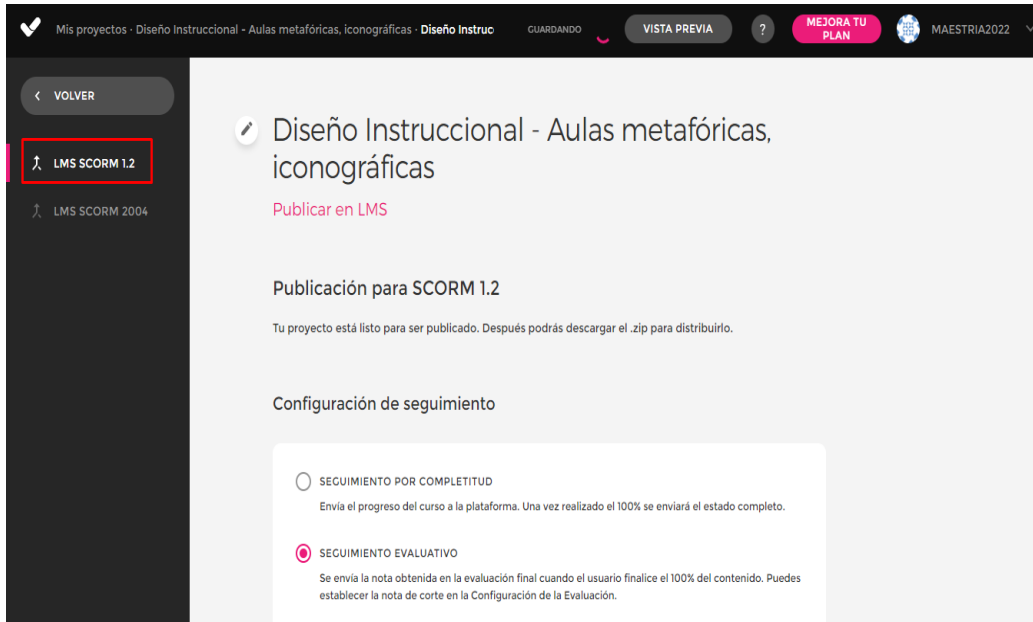 Mis proyectos · Diseño Instruccional - Aulas metafóricas, iconográficas · Diseño Instruc
GUARDANDO
VISTA PREVIA
?
MEJORA TU
PLAN
MAESTRIA2022
VOLVER
LMS SCORM 1.2
LMS SCORM 2004
Diseño Instruccional - Aulas metafóricas,
iconográficas
Publicar en LMS
Publicación para SCORM 1.2
Tu proyecto está listo para ser publicado. Después podrás descargar el .zip para distribuirlo.
Configuración de seguimiento
SEGUIMIENTO POR COMPLETITUD
Envía el progreso del curso a la plataforma. Una vez realizado el 100% se enviará el estado completo.
SEGUIMIENTO EVALUATIVO
Se envía la nota obtenida en la evaluación final cuando el usuario finalice el 100% del contenido. Puedes
establecer la nota de corte en la Configuración de la Evaluación.